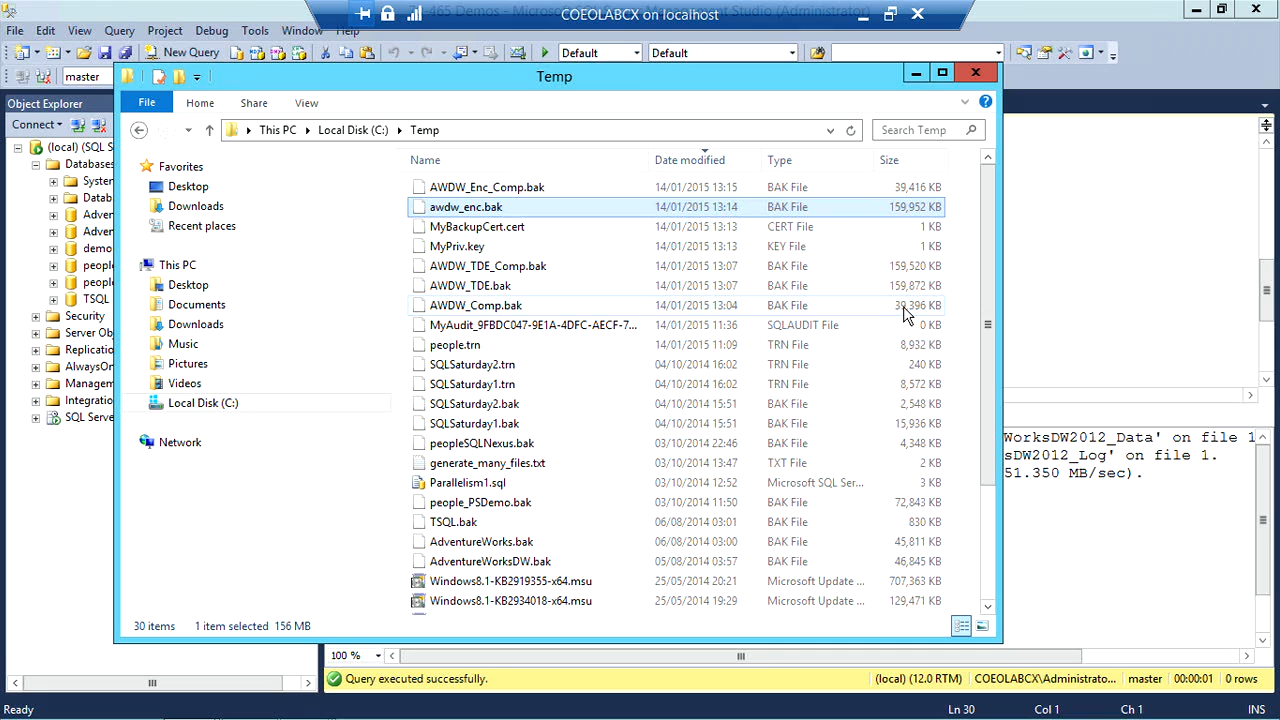 465 Demos - Microsoft
Management Studio (Administrator)
COEOLABCX on localhost
File Edit View Query Project Debug Tools Window Help
New Query
Default
Default
master
Object Explorer
Connect
(local) (SQL S
Databases
System
Datab
Adver
Adver
demo
people
people
TSQL
Security
Server Obj
Replicatio
AlwaysOn
Managem
Integratio
SQL Serve
Temp
File Home Share View
This PC Local Disk (C:) Temp
Search Temp
Favorites
Desktop
Downloads
Recent places
This PC
Desktop
Documents
Downloads
Music
Pictures
Videos
Local Disk (C:)
Network
Name Date modified Type Size
AWDW_Enc_Comp.bak 14/01/2015 13:15 BAK File 39,416 KB
awdw_enc.bak 14/01/2015 13:14 BAK File 159,952 KB
MyBackupCert.cert 14/01/2015 13:13 CERT File 1 KB
MyPriv.key 14/01/2015 13:13 KEY File 1 KB
AWDW_TDE_Comp.bak 14/01/2015 13:07 BAK File 159,520 KB
AWDW_TDE.bak 14/01/2015 13:07 BAK File 159,872 KB
AWDW_Comp.bak 14/01/2015 13:04 BAK File 39,396 KB
MyAudit_9FBDC047-9E1A-4DFC-AECF-7... 14/01/2015 11:36 SQLAUDIT File 0 KB
people.trn 14/01/2015 11:09 TRN File 8,932 KB
SQLSaturday2.trn 04/10/2014 16:02 TRN File 240 KB
SQLSaturday1.trn 04/10/2014 16:02 TRN File 8,572 KB
SQLSaturday2.bak 04/10/2014 15:51 BAK File 2,548 KB
SQLSaturday1.bak 04/10/2014 15:51 BAK File 15,936 KB
peopleSQLNexus.bak 03/10/2014 22:46 BAK File 4,348 KB
generate_many_files.txt 03/10/2014 13:47 TXT File 2 KB
Parallelism1.sql 03/10/2014 12:52 Microsoft SQL Ser... 3 KB
people_PSDemo.bak 03/10/2014 11:50 BAK File 72,843 KB
TSQL.bak 06/08/2014 03:01 BAK File 830 KB
AdventureWorks.bak 06/08/2014 03:00 BAK File 45,811 KB
AdventureWorksDW.bak 05/08/2014 03:57 BAK File 46,845 KB
Windows8.1-KB2919355-x64.msu 25/05/2014 20:21 Microsoft Update ... 707,363 KB
Windows8.1-KB2934018-x64.msu 25/05/2014 19:29 Microsoft Update ... 129,471 KB
30 items 1 item selected 156 MB
WorksDW2012_Data' on file 1
sDW2012_Log' on file 1.
51.350 MB/sec).
100 %
Query executed successfully. (local) (12.0 RTM) COEOLABCX\Administrato... master 00:00:01 0 rows
Ready Ln 30 Col 1 Ch 1 INS